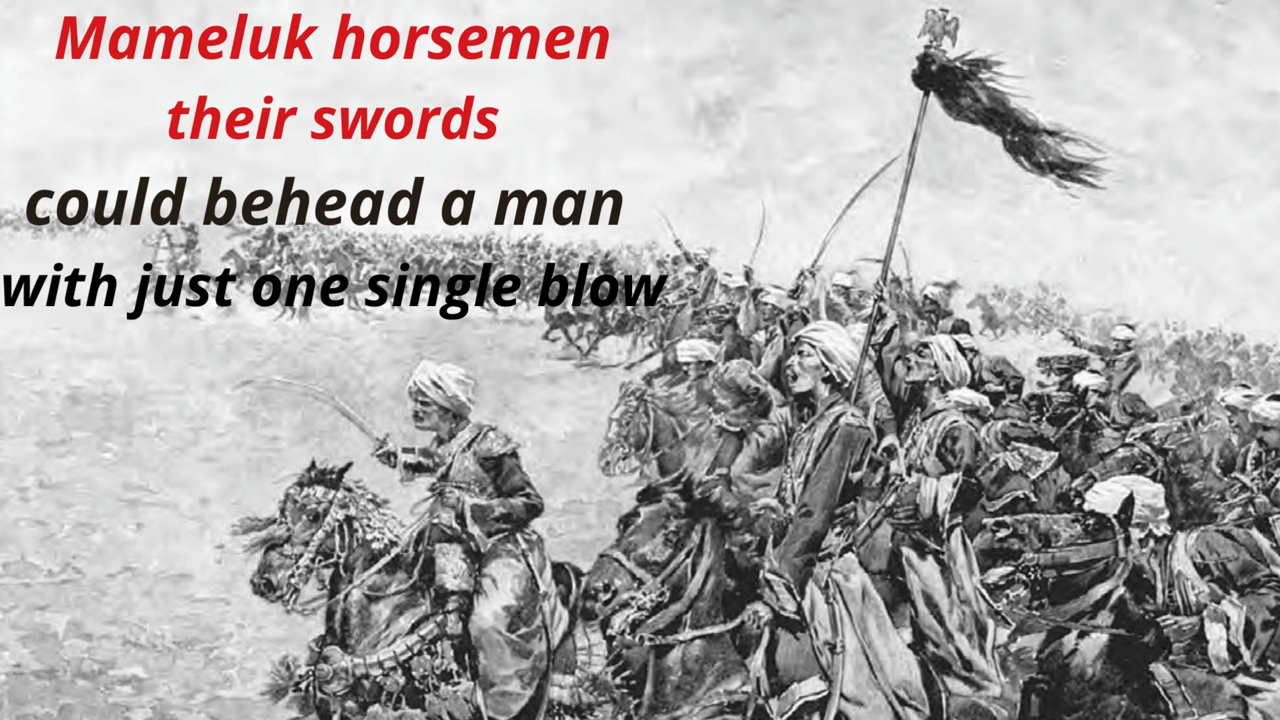 Mameluk horsemen
their swords
could behead a man
with just one single blow